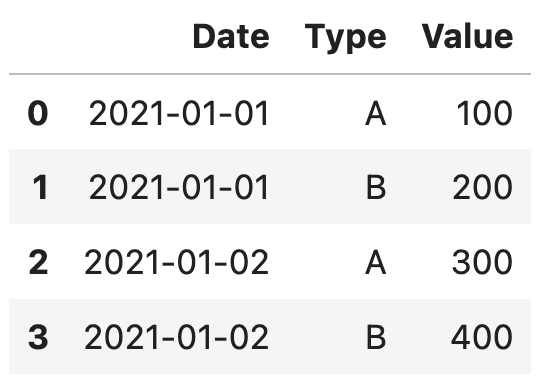 Date Type Value
0 2021-01-01 A 100
1 2021-01-01 B 200
2 2021-01-02 A 300
3 2021-01-02 B 400